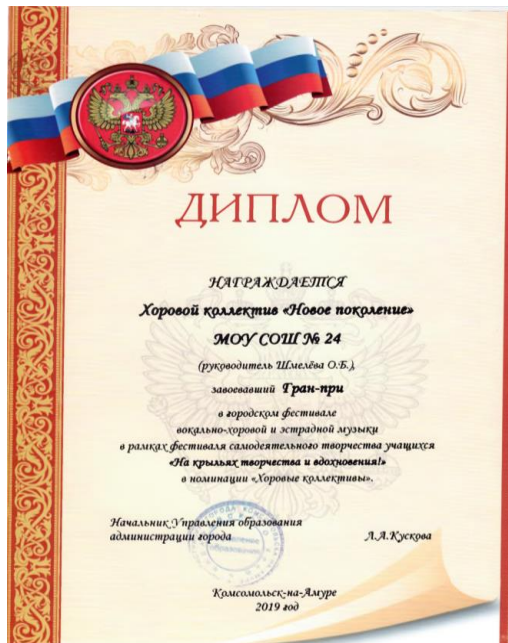 ДИПЛОМ
НАГРАЖДАЕТСЯ
Хоровой коллектив «Новое поколение»
МОУ СОШ № 24
(руководитель Шмелёва О.Б.),
завоевавший Гран-при
в городском фестивале
вокально-хоровой и эстрадной музыки
в рамках фестиваля самодеятельного творчества учащихся
«На крыльях творчества и вдохновения!»
в номинации «Хоровые коллективы».
Начальник Управления образования
администрации города Л.А.Кускова
Комсомольск-на-Амуре
2019 год